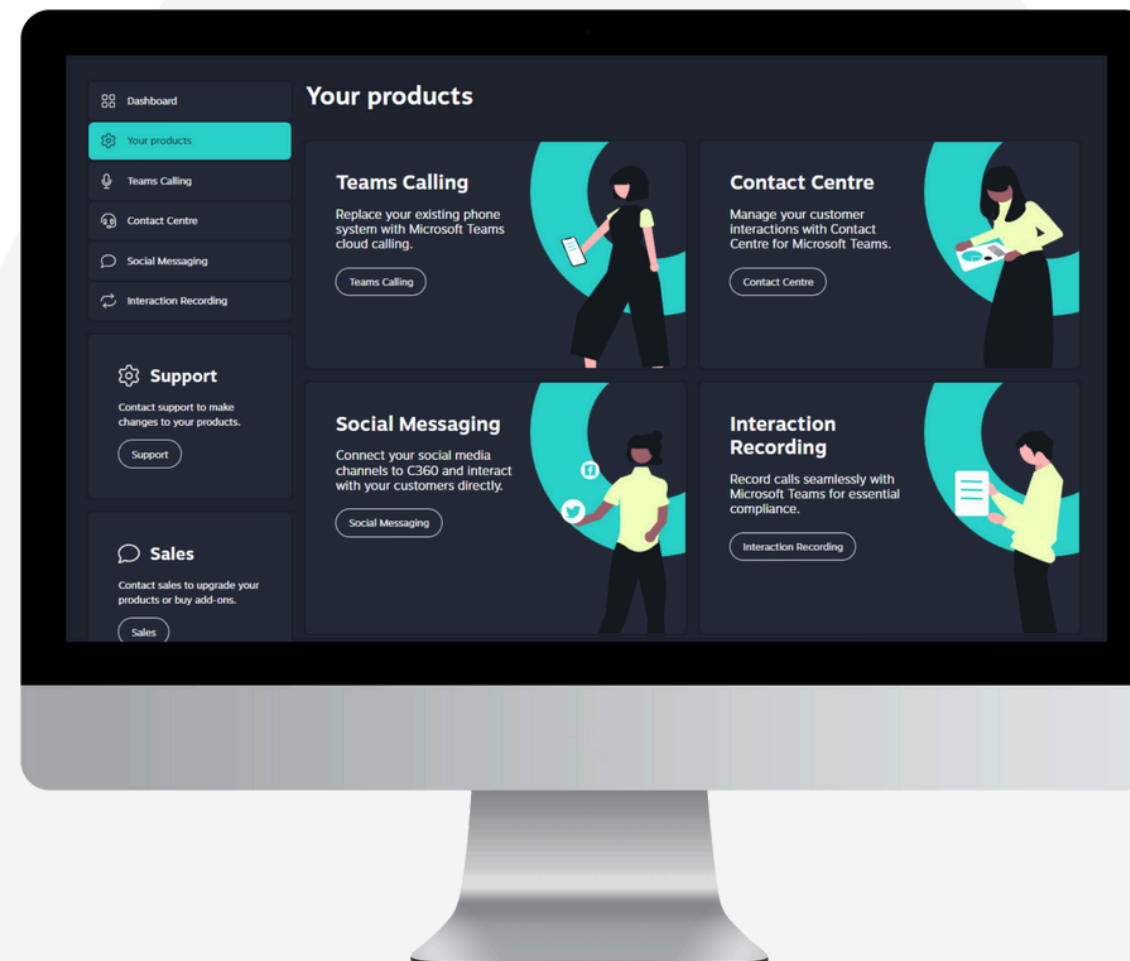 Dashboard
Your products
Teams Calling
Contact Centre
Social Messaging
Interaction Recording
Support
Contact support to make
changes to your products.
Support
Sales
Contact sales to upgrade your
products or buy add-ons.
Sales
Your products
Teams Calling
Replace your existing phone
system with Microsoft Teams
cloud calling.
Teams Calling
Contact Centre
Manage your customer
interactions with Contact
Centre for Microsoft Teams.
Contact Centre
Social Messaging
Connect your social media
channels to C360 and interact
with your customers directly.
Social Messaging
Interaction
Recording
Record calls seamlessly with
Microsoft Teams for essential
compliance.
Interaction Recording